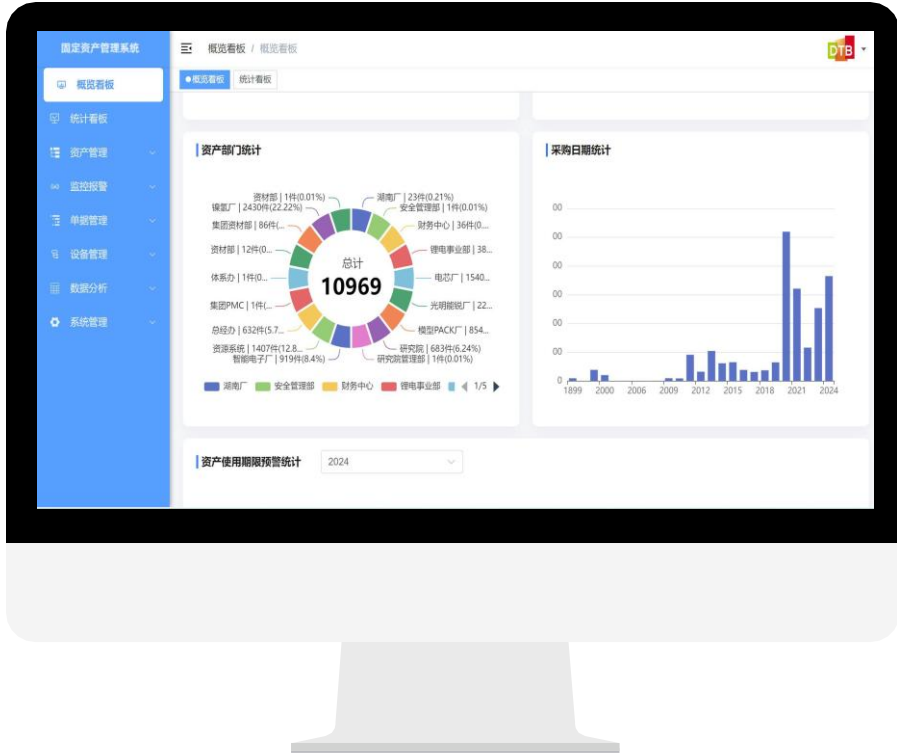 固定资产管理系统
概览看板 / 概览看板
DTB
概览看板
统计看板
概览看板
统计看板
资产管理
监控报警
单据管理
设备管理
数据分析
系统管理
资产部门统计
资材部 | 1件(0.01%)
湖南厂 | 23件(0.21%)
镍氢厂 | 2430件(22.22%)
安全管理部 | 1件(0.01%)
集团资材部 | 86件(...
财务中心 | 36件(0...
资材部 | 12件(0...
锂电事业部 | 38...
体系办 | 1件(0...
电芯厂 | 1540...
集团PMC | 1件(...
光明能锐厂 | 22...
总经办 | 632件(5.7...
模型PACK厂 | 854...
资源系统 | 1407件(12.8...
研究院 | 683件(6.24%)
智能电子厂 | 919件(8.4%)
研究院管理部 | 1件(0.01%)
总计
10969
湖南厂 安全管理部 财务中心 锂电事业部 1/5
采购日期统计
00
00
00
00
00
00
0
1899 2000 2006 2009 2012 2015 2018 2021 2024
资产使用期限预警统计 2024